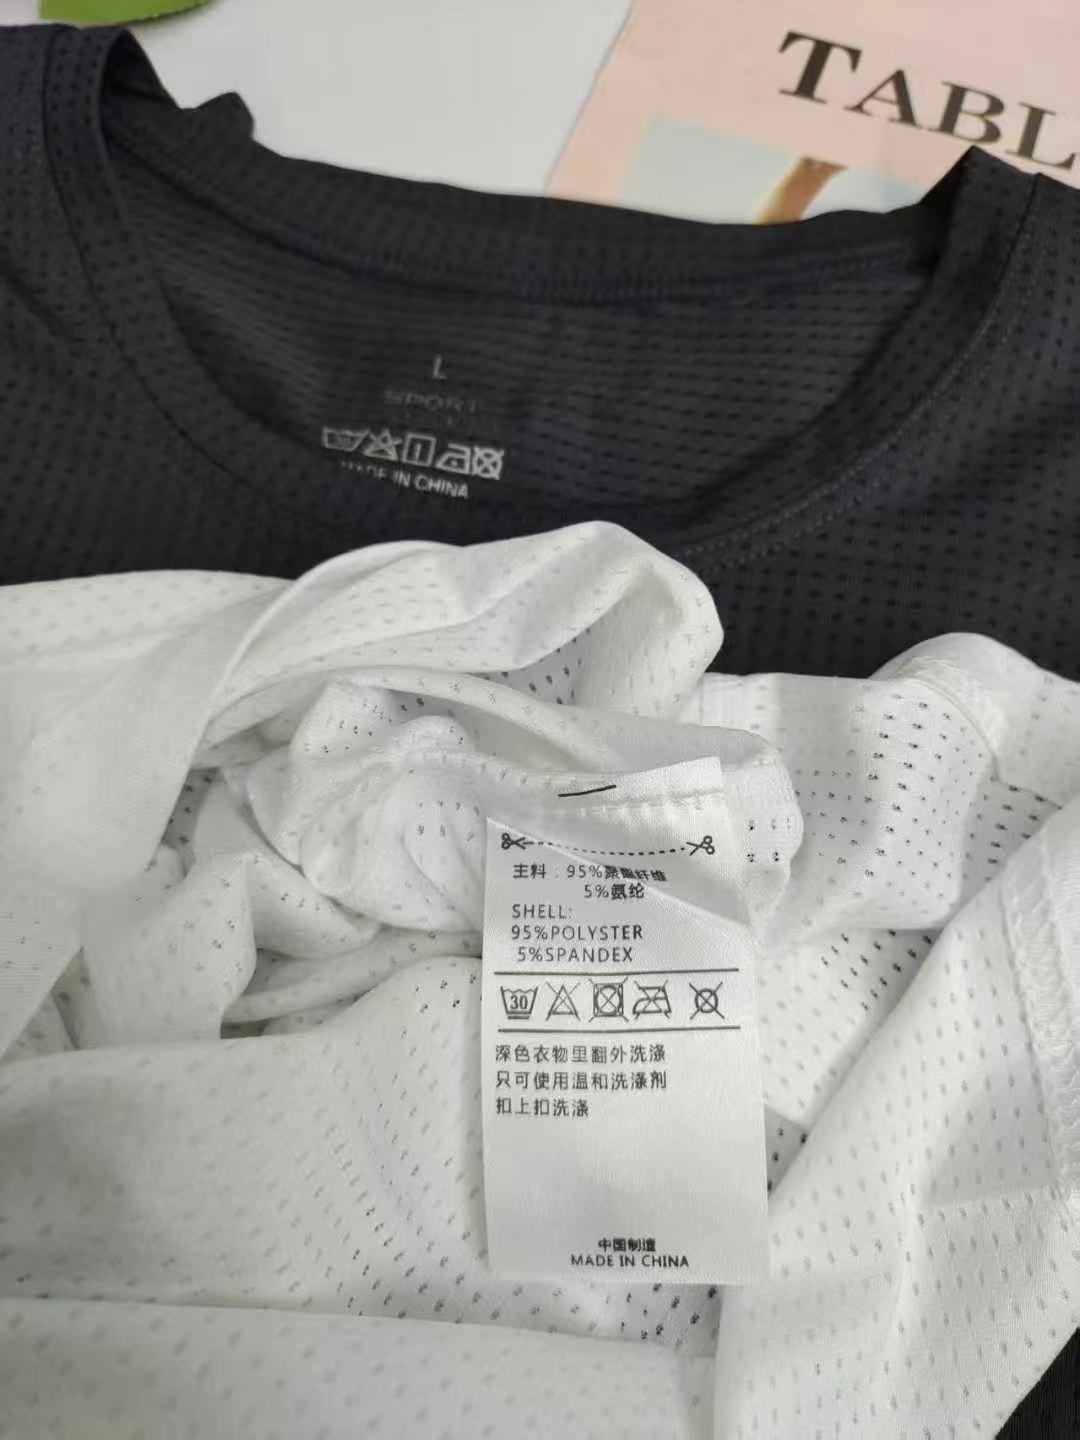 TABL
L
SPORT
30
MADE IN CHINA
主料：95%聚酯纤维
5%氨纶
SHELL:
95%POLYSTER
5%SPANDEX
30
深色衣物里翻外洗涤
只可使用温和洗涤剂
扣上扣洗涤
中国制造
MADE IN CHINA